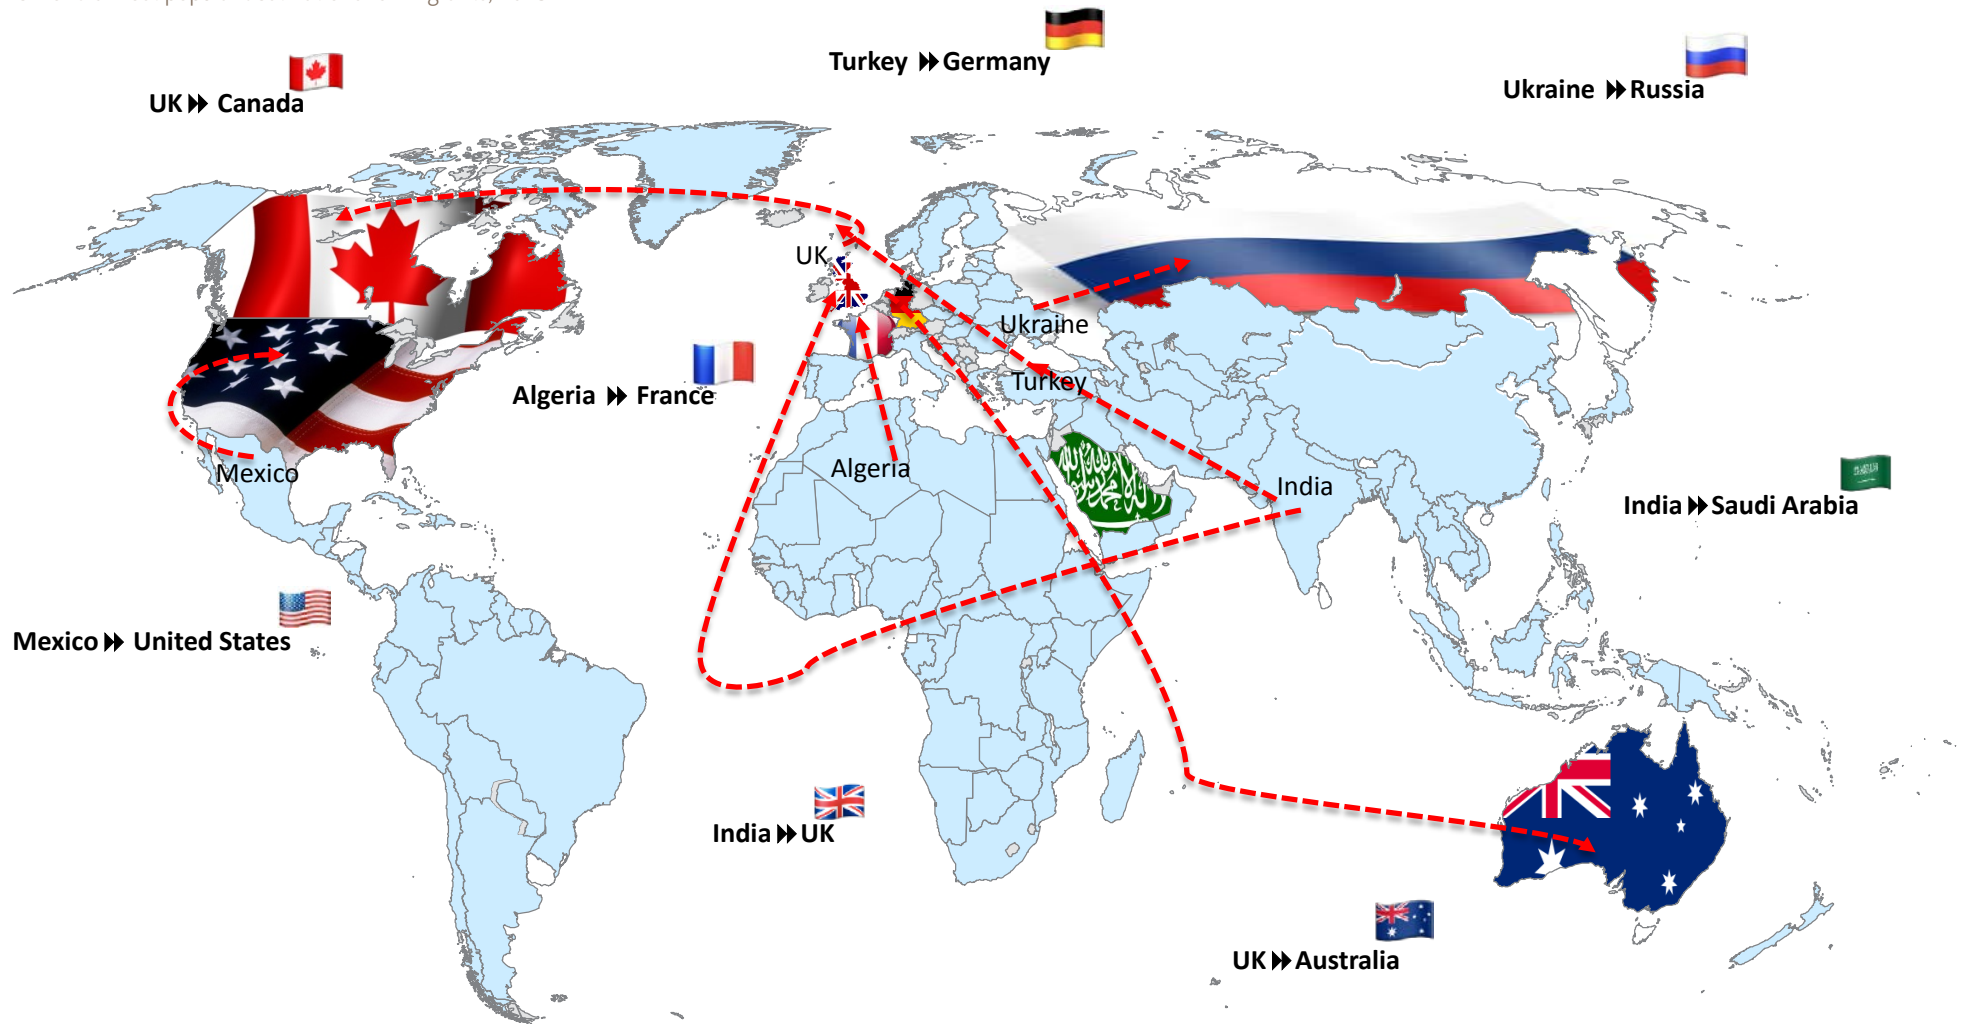 Turkey Germany
UK Canada
Ukraine Russia
UK
Ukraine
Turkey
Algeria France
Algeria
Mexico
India
India Saudi Arabia
Mexico United States
India UK
UK Australia